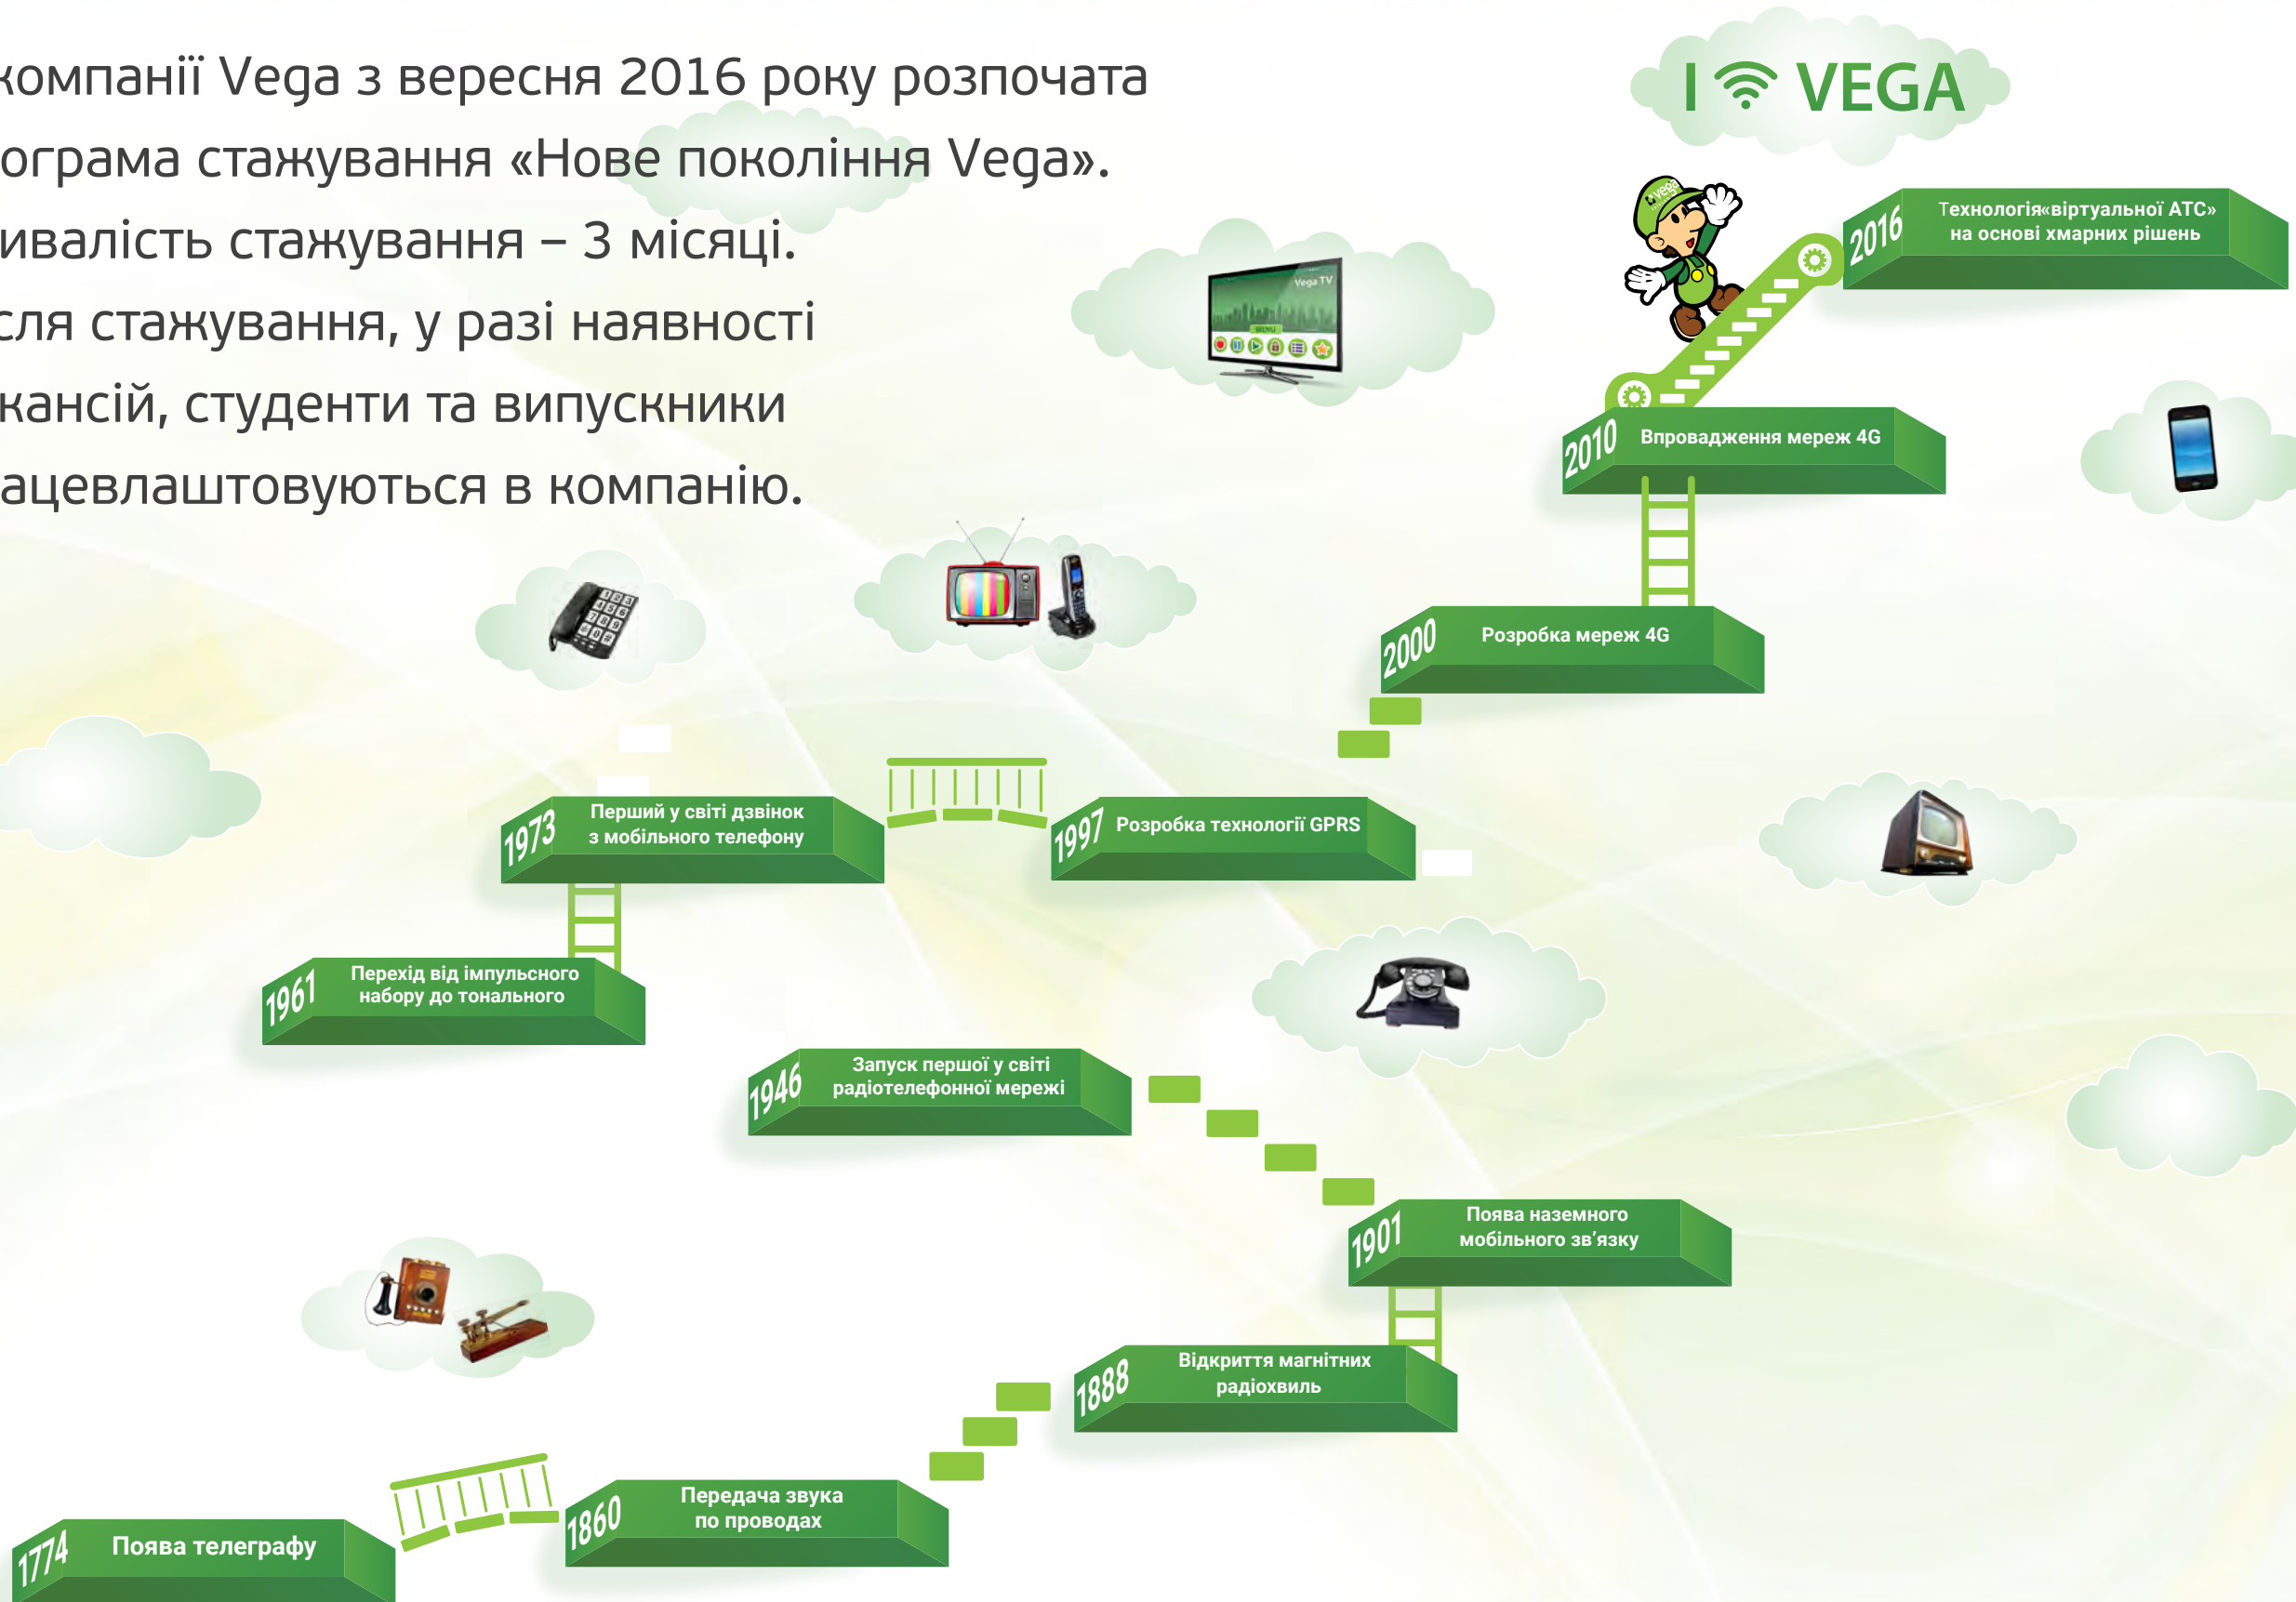 компанії Vega з вересня 2016 року розпочата
ограма стажування «Нове покоління Vega».
ивалість стажування – 3 місяці.
сля стажування, у разі наявності
кансій, студенти та випускники
ацевлаштовуються в компанію.
I VEGA
vega
2016
Технологія«віртуальної АТС»
на основі хмарних рішень
Vega TV
2010
Впровадження мереж 4G
2000
Розробка мереж 4G
1973
Перший у світі дзвінок
з мобільного телефону
1997
Розробка технології GPRS
1961
Перехід від імпульсного
набору до тонального
1946
Запуск першої у світі
радіотелефонної мережі
1901
Поява наземного
мобільного зв’язку
1888
Відкриття магнітних
радіохвиль
1860
Передача звука
по проводах
1774
Поява телеграфу